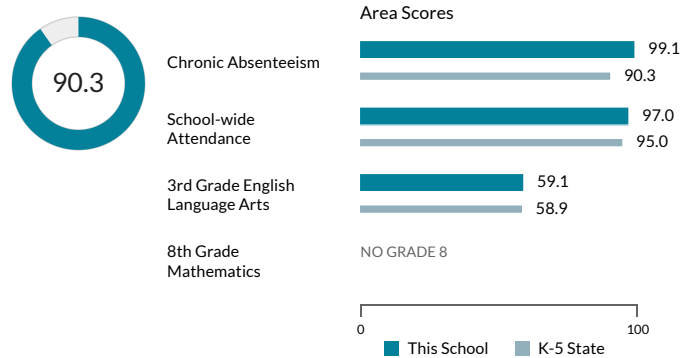 Area Scores
90.3
Chronic Absenteeism
99.1
90.3
School-wide
Attendance
97.0
95.0
3rd Grade English
Language Arts
59.1
58.9
8th Grade
Mathematics
NO GRADE 8
0 100
This School K-5 State